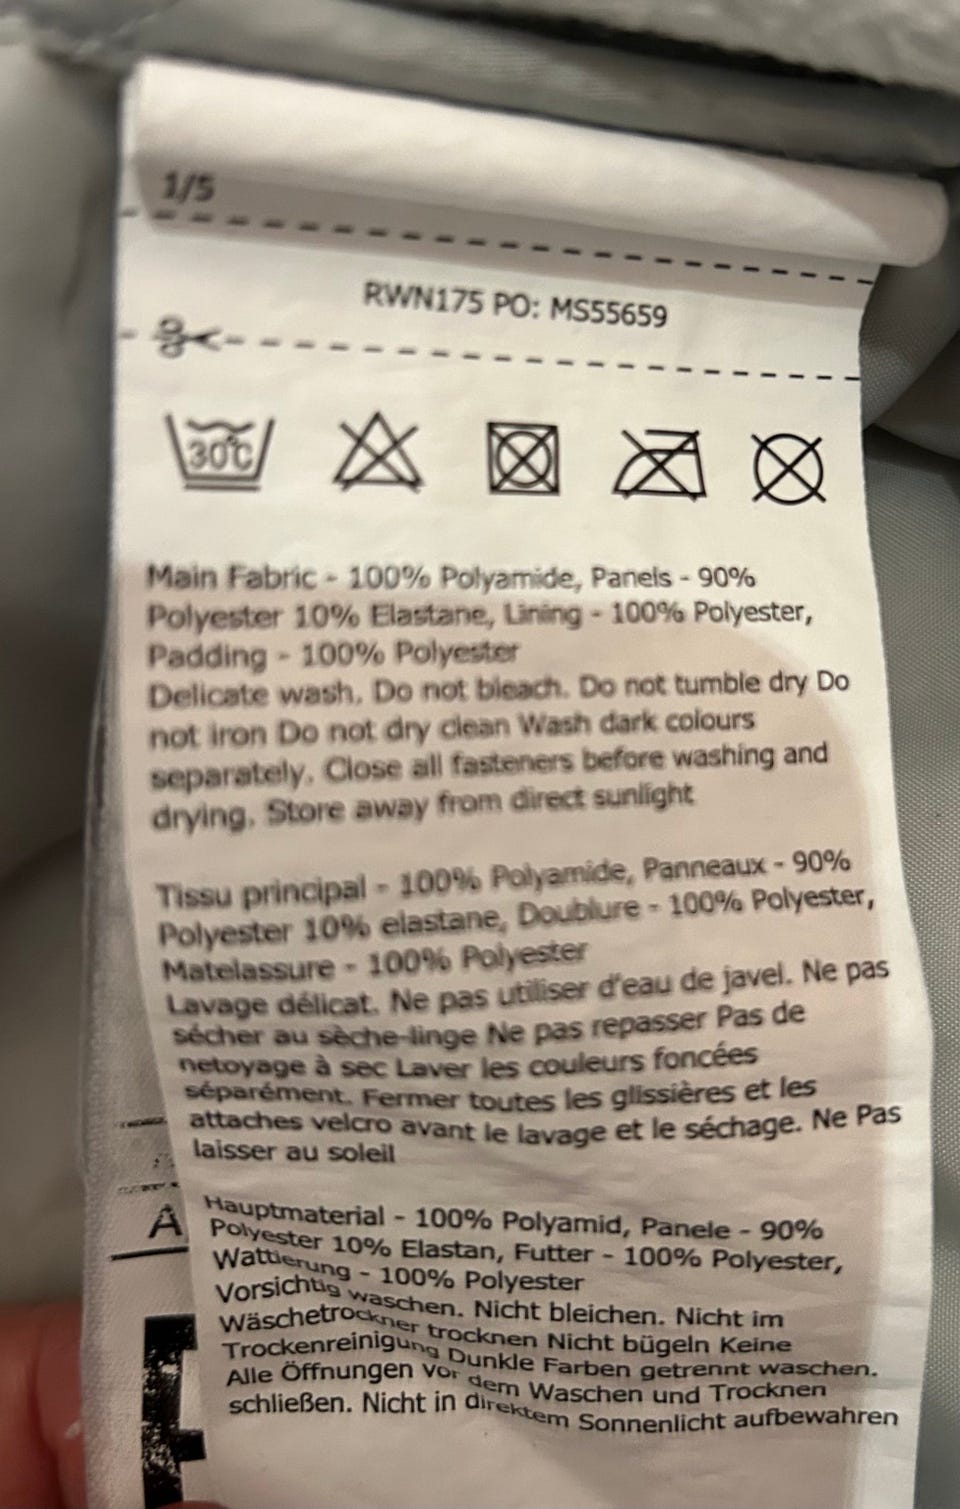 1/5
RWN175 PO: MS55659
30°C
Main Fabric - 100% Polyamide, Panels - 90%
Polyester 10% Elastane, Lining - 100% Polyester,
Padding - 100% Polyester
Delicate wash. Do not bleach. Do not tumble dry Do
not iron Do not dry clean Wash dark colours
separately. Close all fasteners before washing and
drying. Store away from direct sunlight
Tissu principal - 100% Polyamide, Panneaux - 90%
Polyester 10% elastane, Doublure - 100% Polyester,
Matelassure - 100% Polyester
Lavage délicat. Ne pas utiliser d'eau de javel. Ne pas
sécher au sèche-linge Ne pas repasser Pas de
netoyage à sec Laver les couleurs foncées
séparément. Fermer toutes les glissières et les
attaches velcro avant le lavage et le séchage. Ne Pas
laisser au soleil
A
Hauptmaterial - 100% Polyamid, Panele - 90%
Polyester 10% Elastan, Futter - 100% Polyester,
Wattierung - 100% Polyester
Vorsichtig waschen. Nicht bleichen. Nicht im
Wäschetrockner trocknen Nicht bügeln Keine
Trockenreinigung Dunkle Farben getrennt waschen.
Alle Öffnungen vor dem Waschen und Trocknen
schließen. Nicht in direktem Sonnenlicht aufbewahren